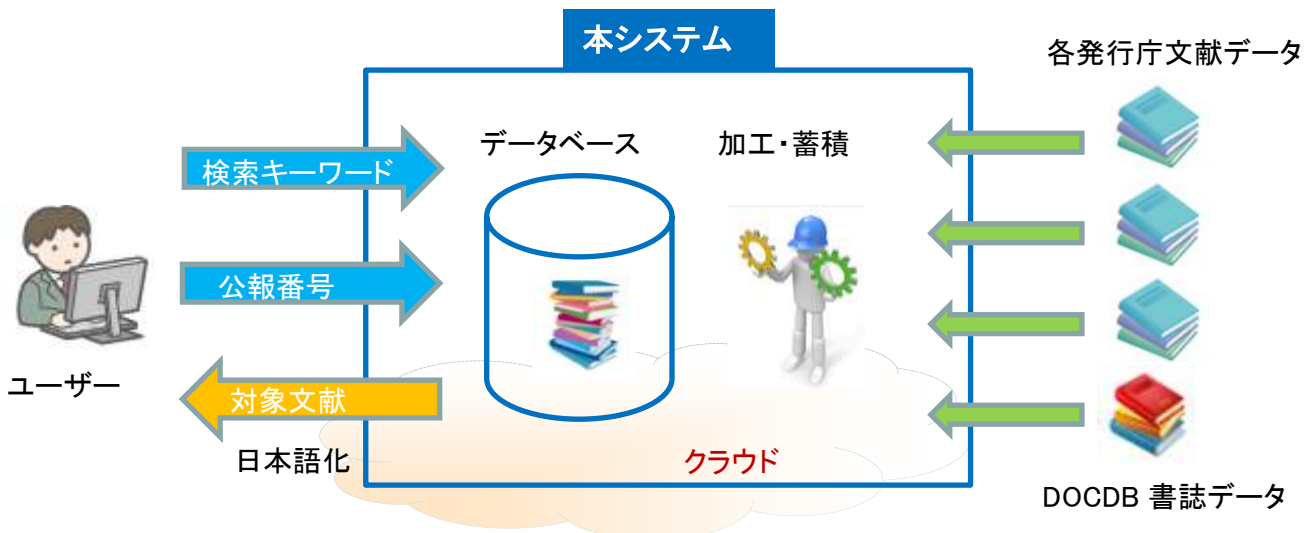 本システム
各発行庁文献データ
データベース
加工・蓄積
検索キーワード
公報番号
ユーザー
対象文献
日本語化
クラウド
DOCDB 書誌データ